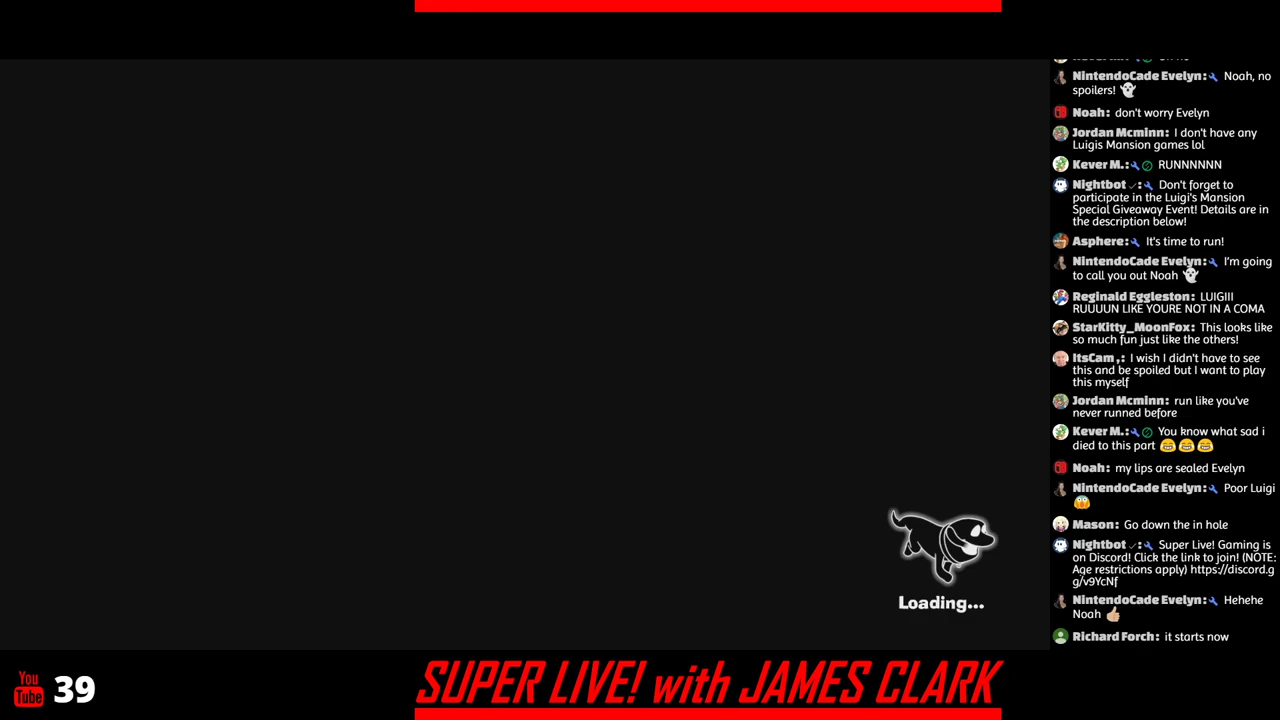 NintendoCade Evelyn: Noah, no
spoilers! 👻
Noah: don't worry Evelyn
Jordan Mcminn: I don't have any
Luigis Mansion games lol
Kever M.: RUNNNNN
Nightbot: Don't forget to
participate in the Luigi's Mansion
Special Giveaway Event! Details are in
the description below!
Asphere: It's time to run!
NintendoCade Evelyn: I'm going
to call you out Noah 👻
Reginald Eggleston: LUIGIII
RUUUUN LIKE YOURE NOT IN A COMA
StarKitty_MoonFox: This looks like
so much fun just like the others!
ItsCam ,: I wish I didn't have to see
this and be spoiled but I want to play
this myself
Jordan Mcminn: run like you've
never runned before
Kever M.: You know what sad i
died to this part 😂😂😂
Noah: my lips are sealed Evelyn
NintendoCade Evelyn: Poor Luigi
😱
Mason: Go down the in hole
Nightbot: Super Live! Gaming is
on Discord! Click the link to join! (NOTE:
Age restrictions apply) https://discord.g
g/v9YcNf
NintendoCade Evelyn: Hehehe
Noah 👍🏼
Richard Førch: it starts now
Loading...
You
Tube 39
SUPER LIVE! with JAMES CLARK